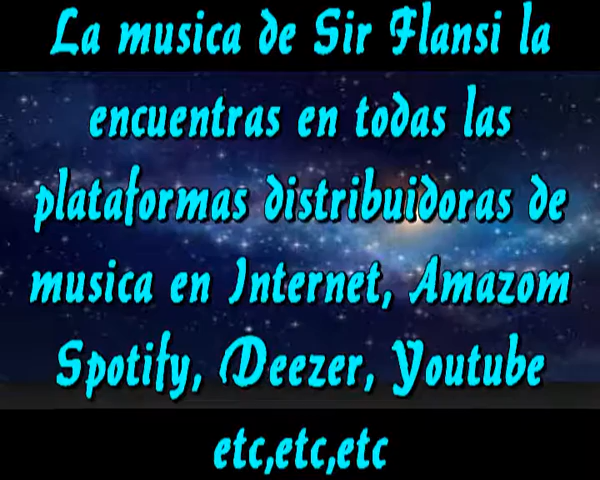 La musica de Sir Flansi la
encuentras en todas las
plataformas distribuidoras de
musica en Internet, Amazom
Spotify, Deezer, Youtube
etc,etc,etc